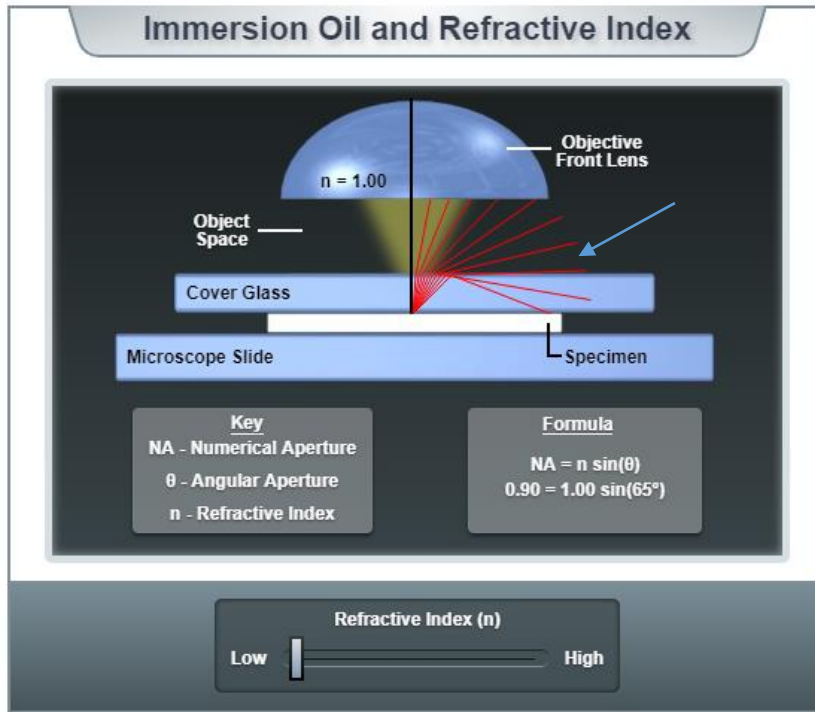 Immersion Oil and Refractive Index
Objective
Front Lens
n = 1.00
Object
Space
Cover Glass
Microscope Slide
Specimen
Key
NA - Numerical Aperture
θ - Angular Aperture
n - Refractive Index
Formula
NA = n sin(θ)
0.90 = 1.00 sin(65°)
Refractive Index (n)
Low
High